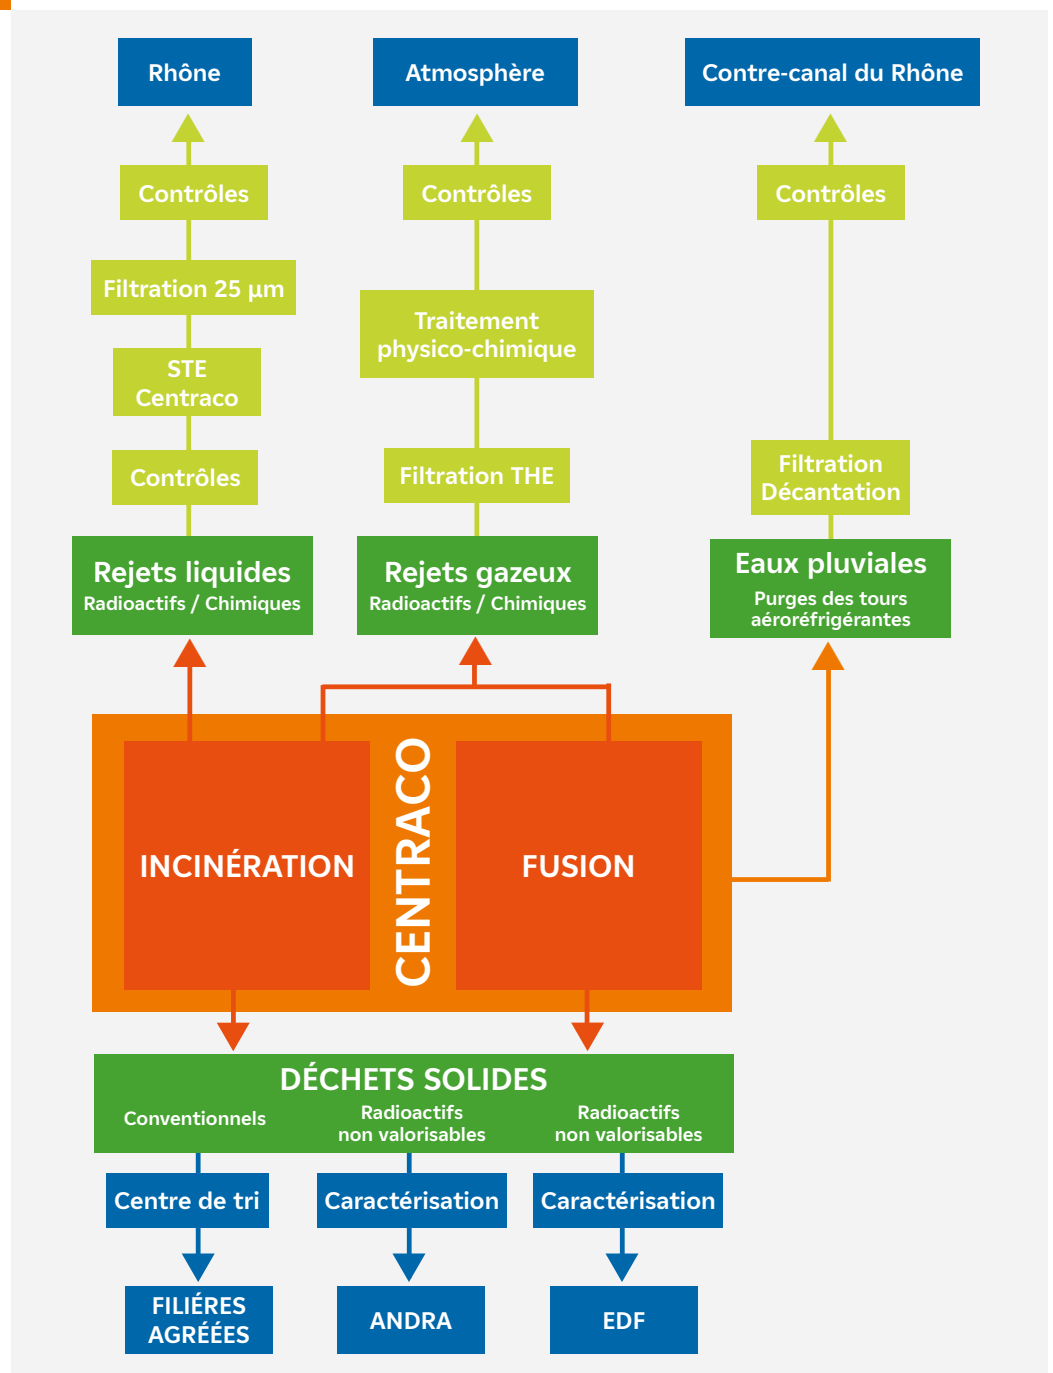 Rhône
Atmosphère
Contre-canal du Rhône
Contrôles
Contrôles
Contrôles
Filtration 25 µm
Traitement
physico-chimique
STE
Centraco
Contrôles
Filtration THE
Filtration
Décantation
Rejets liquides
Radioactifs / Chimiques
Rejets gazeux
Radioactifs / Chimiques
Eaux pluviales
Purges des tours
aéroréfrigérantes
INCINÉRATION
CENTRACO
FUSION
DÉCHETS SOLIDES
Conventionnels
Radioactifs
non valorisables
Radioactifs
non valorisables
Centre de tri
Caractérisation
Caractérisation
FILIÉRES
AGRÉÉES
ANDRA
EDF